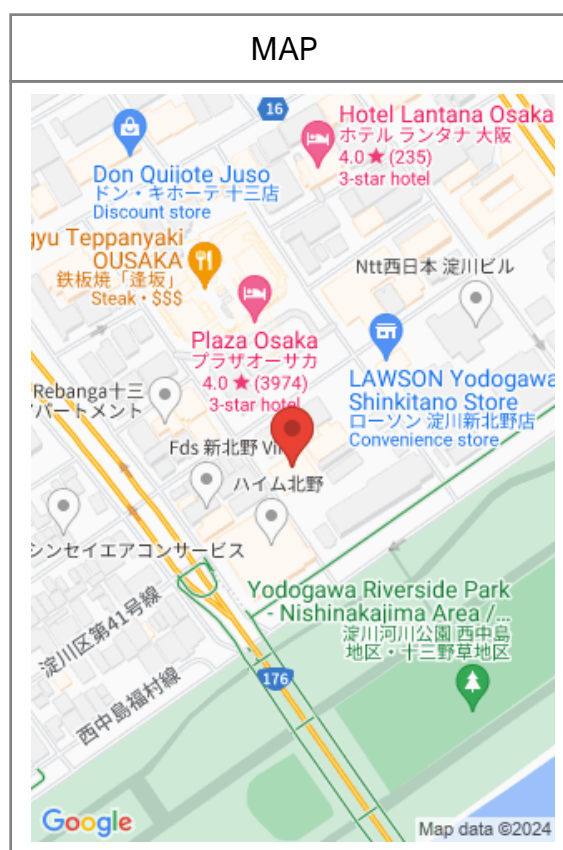 MAP
16
Hotel Lantana Osaka
ホテル ランタナ 大阪
4.0 ★ (235)
3-star hotel
Don Quijote Juso
ドン・キホーテ 十三店
Discount store
gyu Teppanyaki
OUSAKA
鉄板焼「逢坂」
Steak • $$$
Ntt西日本 淀川ビル
Plaza Osaka
プラザオーサカ
4.0 ★ (3974)
3-star hotel
LAWSON Yodogawa
Shinkitano Store
ローソン 淀川新北野店
Convenience store
Rebanga十三
パートメント
Fds 新北野 Vi
ハイム北野
シンセイエアコンサービス
Yodogawa Riverside Park
- Nishinakajima Area /...
淀川河川公園 西中島
地区・十三野草地区
淀川区第41号線
西中島福村線
176
Google
Map data ©2024